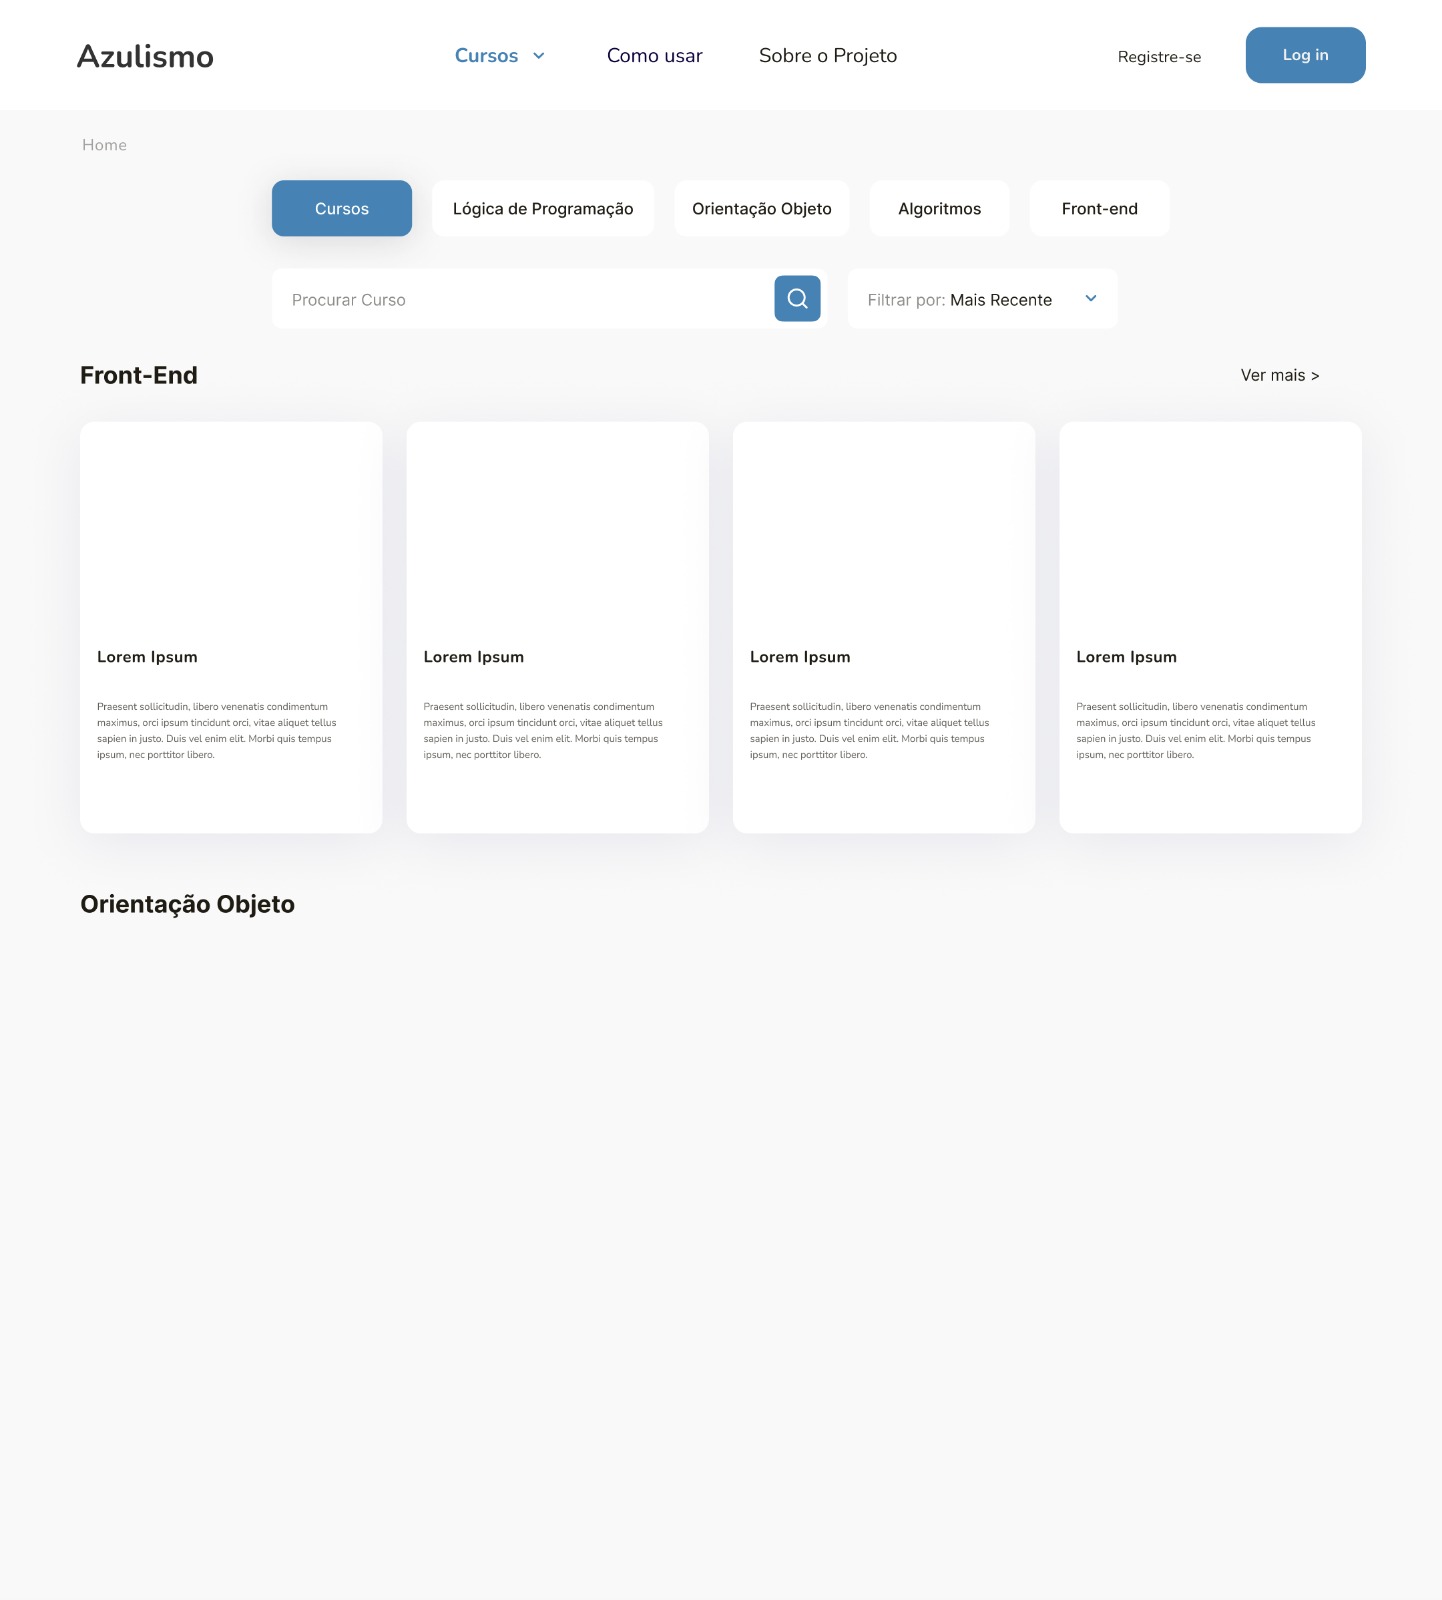 Azulismo
Cursos
Como usar
Sobre o Projeto
Registre-se
Log in
Home
Cursos
Lógica de Programação
Orientação Objeto
Algoritmos
Front-end
Procurar Curso
Filtrar por: Mais Recente
Front-End
Ver mais >
Lorem Ipsum
Praesent sollicitudin, libero venenatis condimentum
maximus, orci ipsum tincidunt orci, vitae aliquet tellus
sapien in justo. Duis vel enim elit. Morbi quis tempus
ipsum, nec porttitor libero.
Lorem Ipsum
Praesent sollicitudin, libero venenatis condimentum
maximus, orci ipsum tincidunt orci, vitae aliquet tellus
sapien in justo. Duis vel enim elit. Morbi quis tempus
ipsum, nec porttitor libero.
Lorem Ipsum
Praesent sollicitudin, libero venenatis condimentum
maximus, orci ipsum tincidunt orci, vitae aliquet tellus
sapien in justo. Duis vel enim elit. Morbi quis tempus
ipsum, nec porttitor libero.
Lorem Ipsum
Praesent sollicitudin, libero venenatis condimentum
maximus, orci ipsum tincidunt orci, vitae aliquet tellus
sapien in justo. Duis vel enim elit. Morbi quis tempus
ipsum, nec porttitor libero.
Orientação Objeto